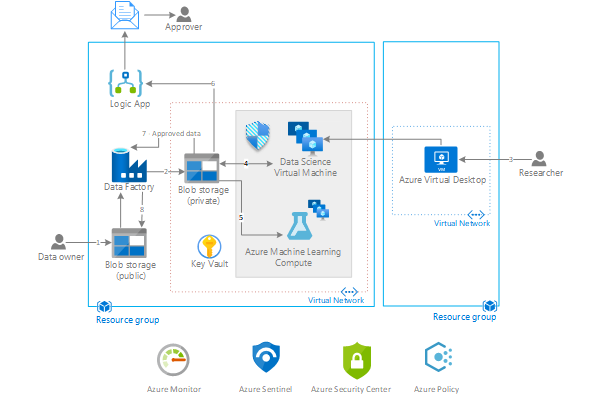 Approver
6
Logic App
7 - Approved data
Data Science
Virtual Machine
4
VM
3
2
Data Factory
Blob storage
(private)
Azure Virtual Desktop
Researcher
8
5
Virtual Network
1
Data owner
Blob storage
(public)
Key Vault
Azure Machine Learning
Compute
Virtual Network
Resource group
Resource group
Azure Monitor
Azure Sentinel
Azure Security Center
Azure Policy